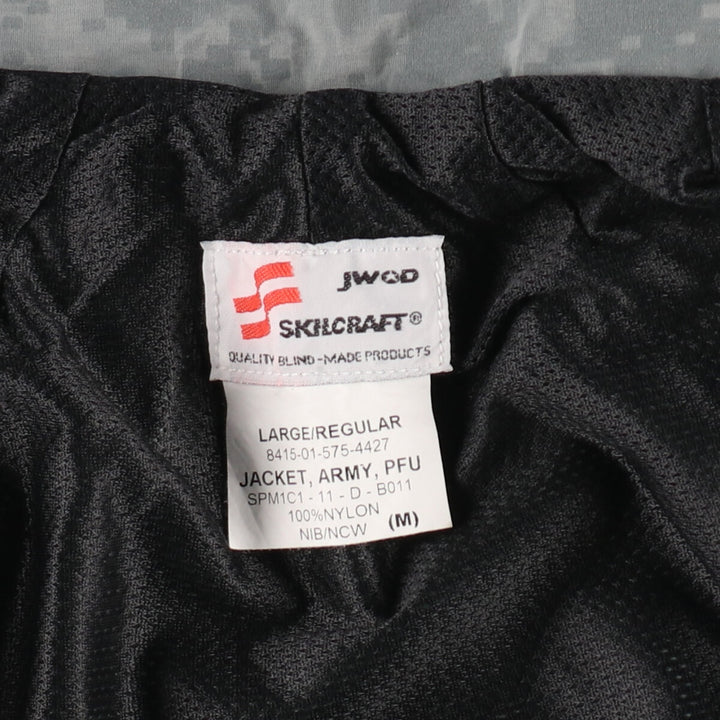 JWOD
SKILCRAFT®
QUALITY BLIND-MADE PRODUCTS
LARGE/REGULAR
8415-01-575-4427
JACKET, ARMY, PFU
SPM1C1 - 11 - D - B011
100%NYLON
NIB/NCW (M)